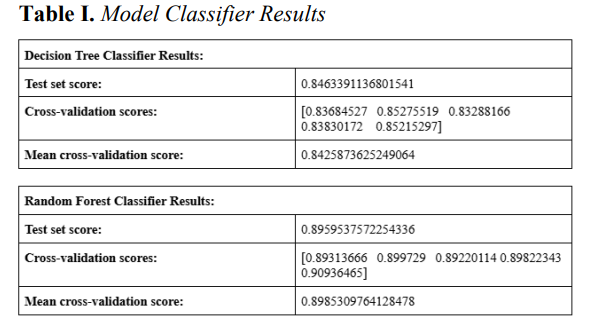 Table I. Model Classifier Results
Decision Tree Classifier Results:
Test set score: 0.8463391136801541
Cross-validation scores: [0.83684527 0.85275519 0.83288166
0.83830172 0.85215297]
Mean cross-validation score: 0.8425873625249064
Random Forest Classifier Results:
Test set score: 0.8959537572254336
Cross-validation scores: [0.89313666 0.899729 0.89220114 0.89822343
0.90936465]
Mean cross-validation score: 0.8985309764128478